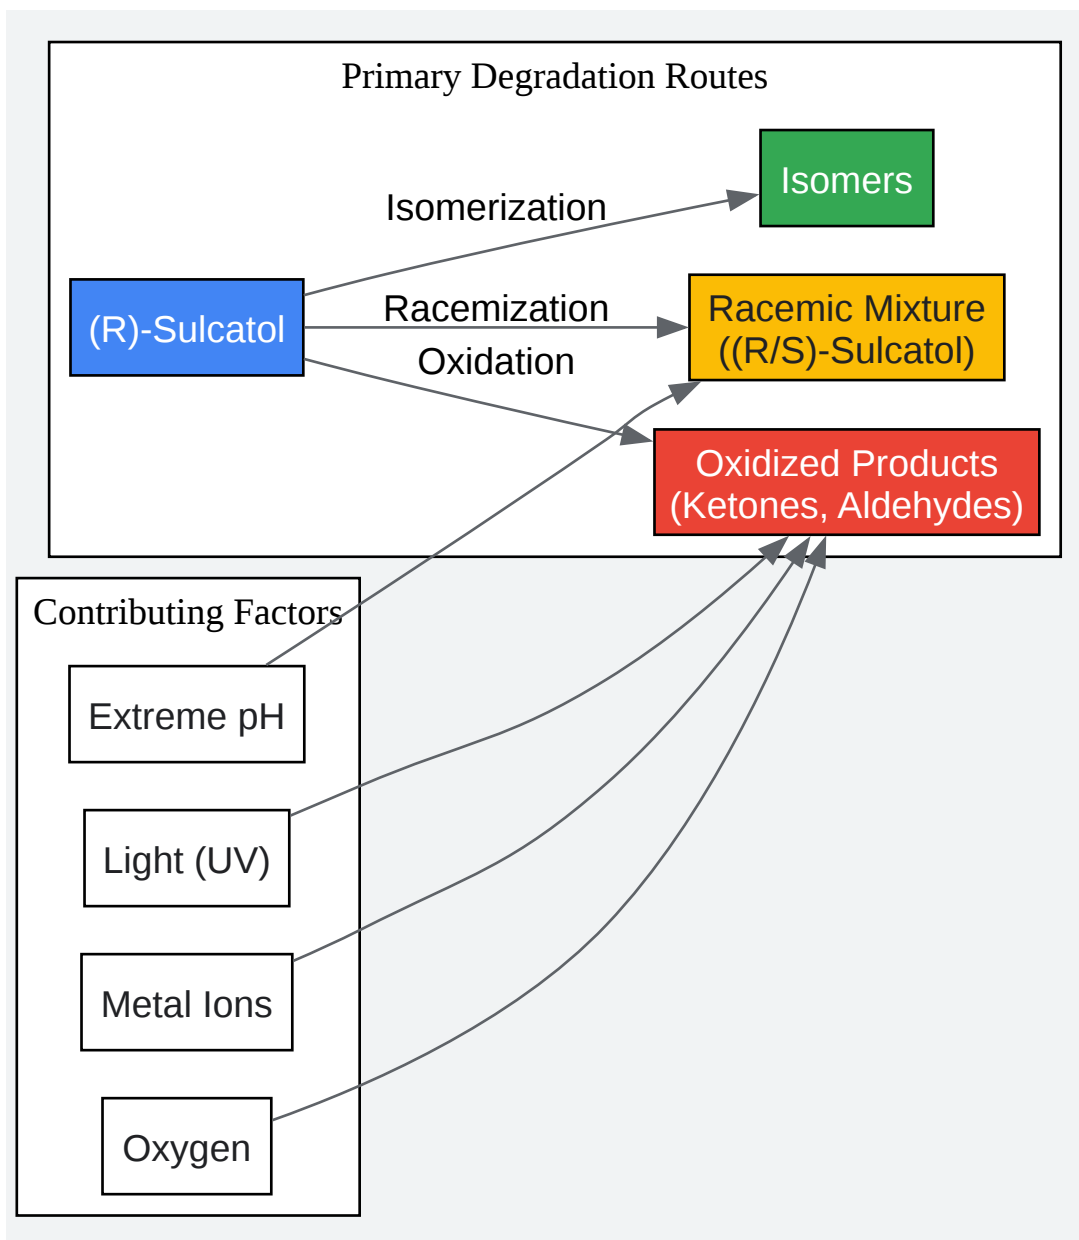 Primary Degradation Routes
Isomers
Isomerization
(R)-Sulcatol
Racemization
Racemic Mixture
((R/S)-Sulcatol)
Oxidation
Oxidized Products
(Ketones, Aldehydes)
Contributing Factors
Extreme pH
Light (UV)
Metal Ions
Oxygen